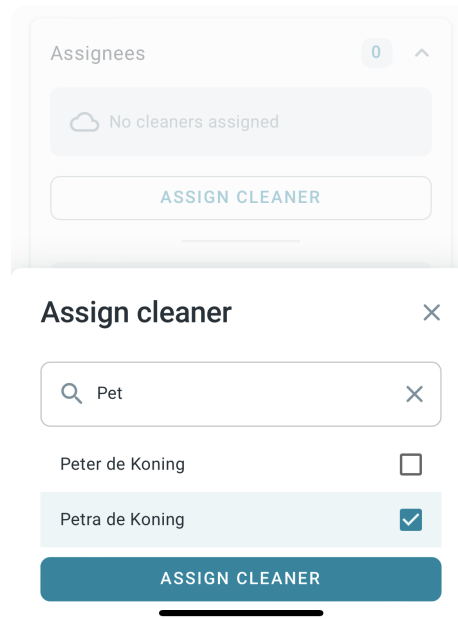 Assignees 0
No cleaners assigned
ASSIGN CLEANER
Assign cleaner
Pet
Peter de Koning
Petra de Koning
ASSIGN CLEANER